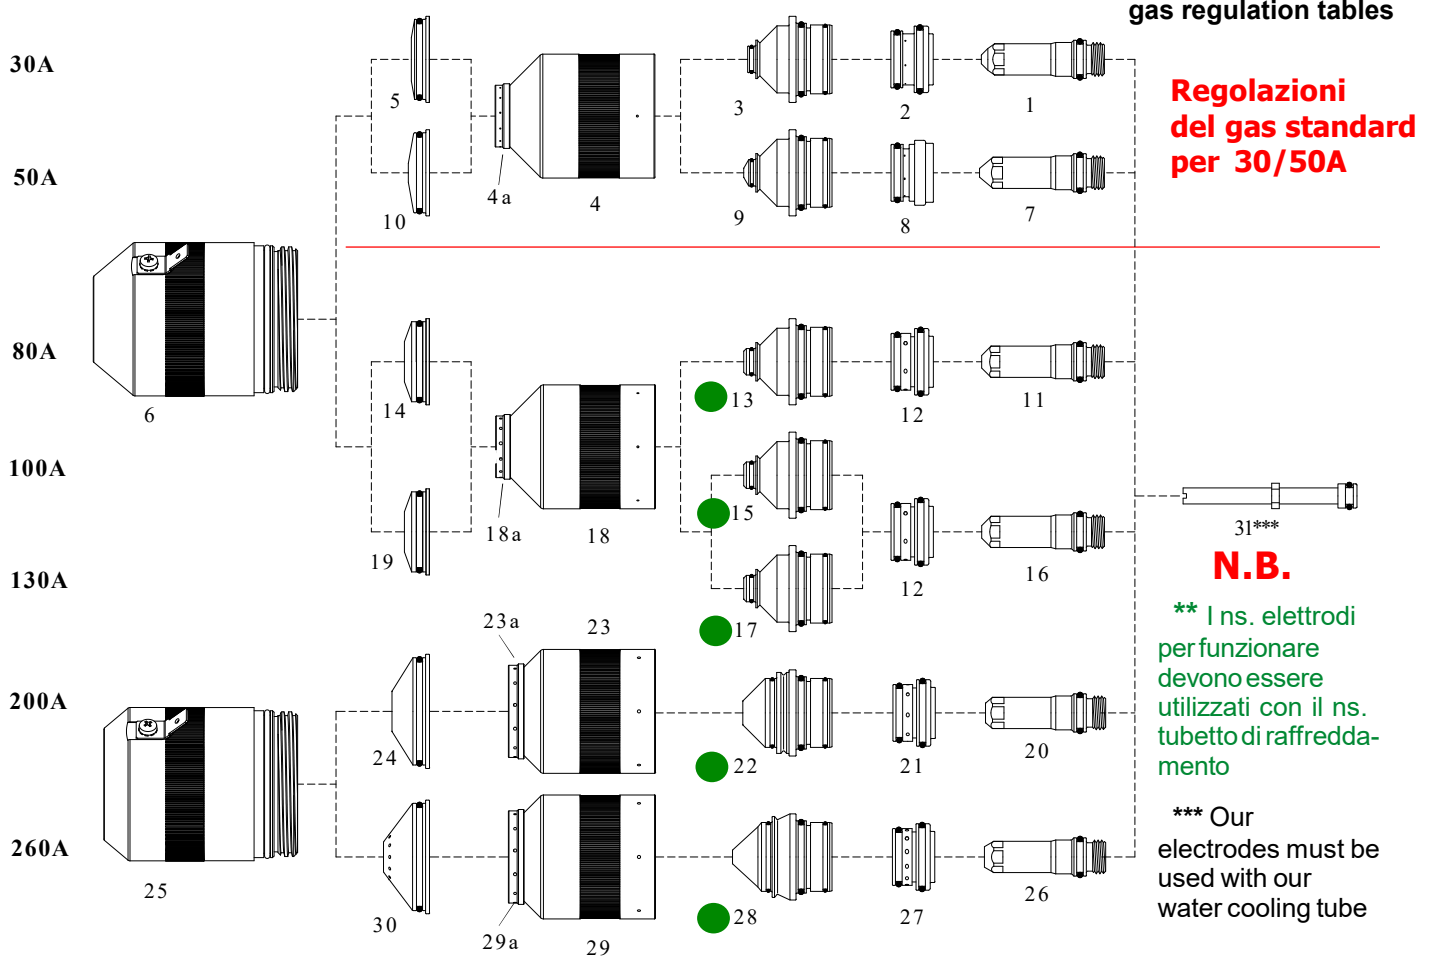 gas regulation tables
30A
5
3
2
1
Regolazioni
del gas standard
per 30/50A
50A
10
4a
4
9
8
7
6
80A
14
13
12
11
100A
18a
18
15
31***
19
12
16
N.B.
130A
17
23a
23
** I ns. elettrodi
per funzionare
devono essere
utilizzati con il ns.
tubetto di raffredda-
mento
200A
24
22
21
20
*** Our
electrodes must be
used with our
water cooling tube
260A
25
30
29a
29
28
27
26